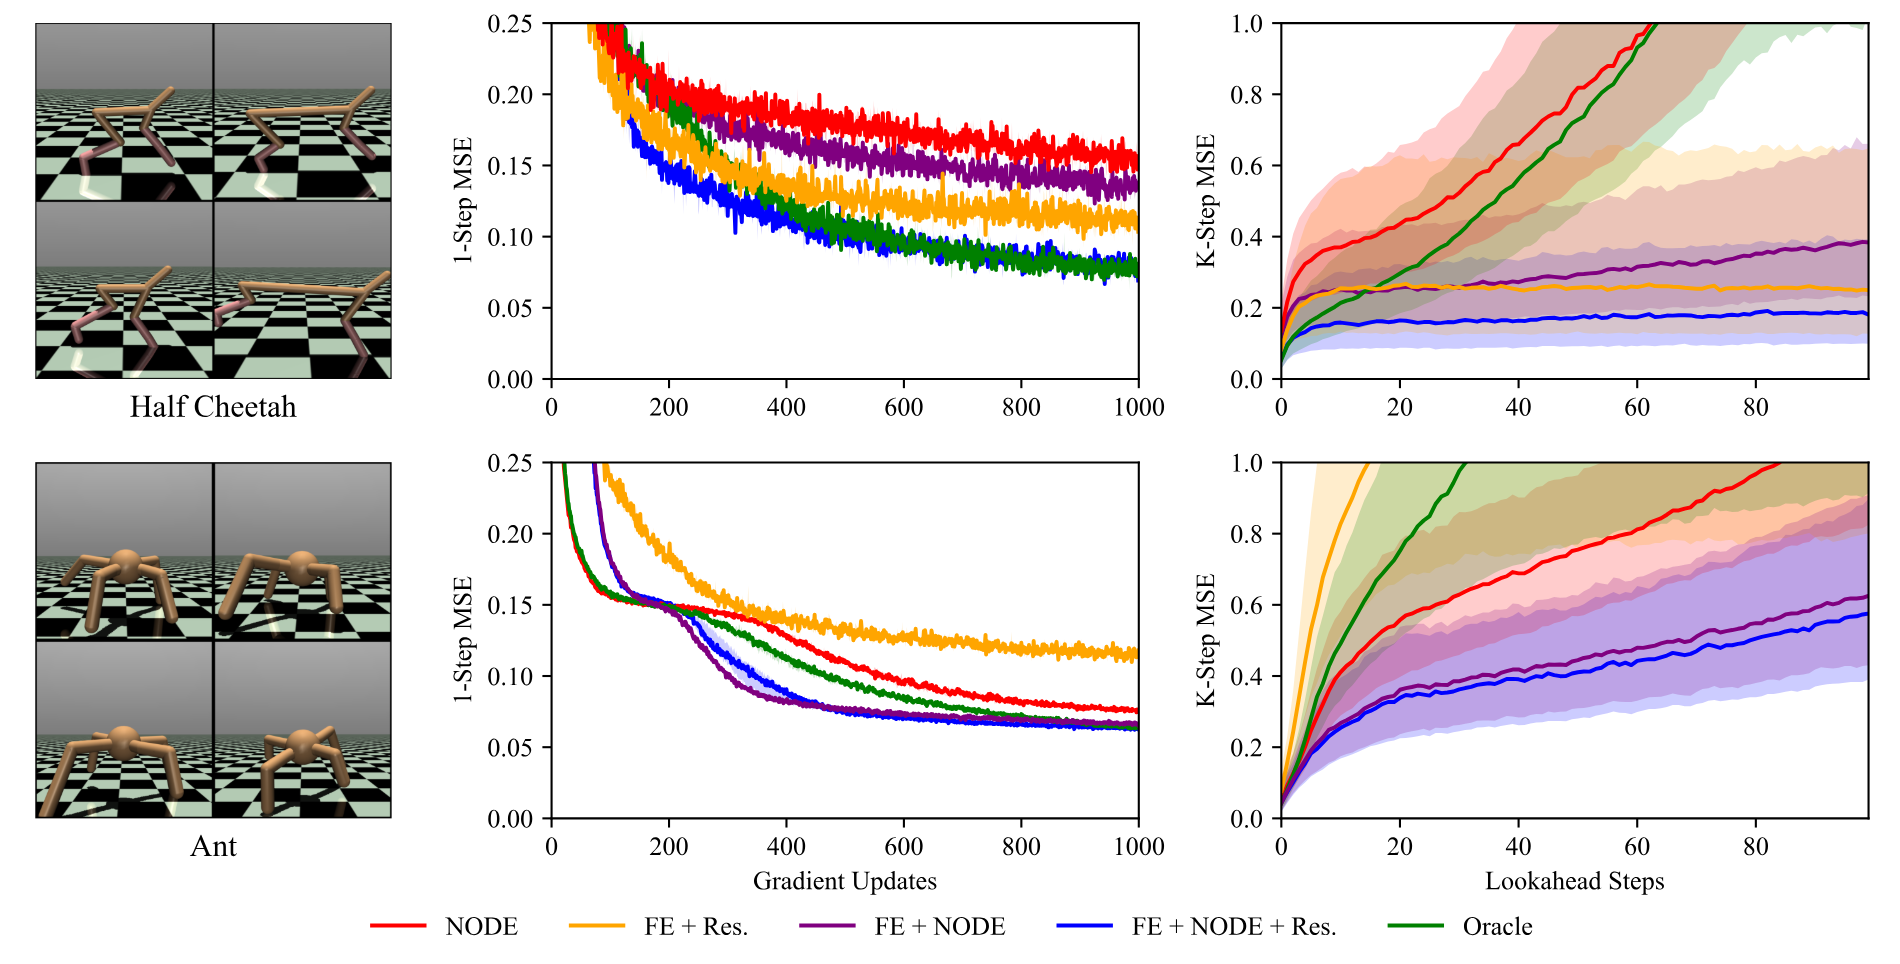 0.25
0.20
0.15
0.10
0.05
0.00
1-Step MSE
0 200 400 600 800 1000
1.0
0.8
0.6
0.4
0.2
0.0
K-Step MSE
0 20 40 60 80
Half Cheetah
0.25
0.20
0.15
0.10
0.05
0.00
1-Step MSE
0 200 400 600 800 1000
Gradient Updates
1.0
0.8
0.6
0.4
0.2
0.0
K-Step MSE
0 20 40 60 80
Lookahead Steps
Ant
NODE FE + Res. FE + NODE FE + NODE + Res. Oracle